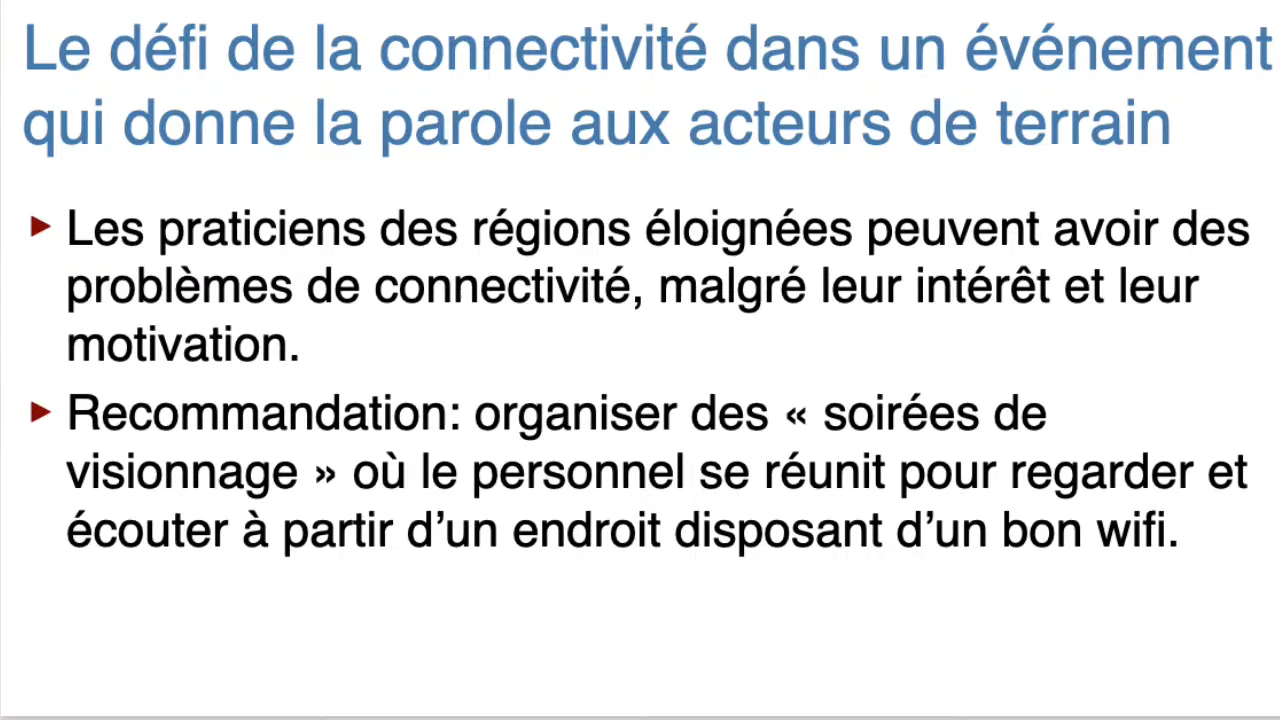 Le défi de la connectivité dans un événement
qui donne la parole aux acteurs de terrain
Les praticiens des régions éloignées peuvent avoir des
problèmes de connectivité, malgré leur intérêt et leur
motivation.
Recommandation: organiser des « soirées de
visionnage » où le personnel se réunit pour regarder et
écouter à partir d’un endroit disposant d’un bon wifi.